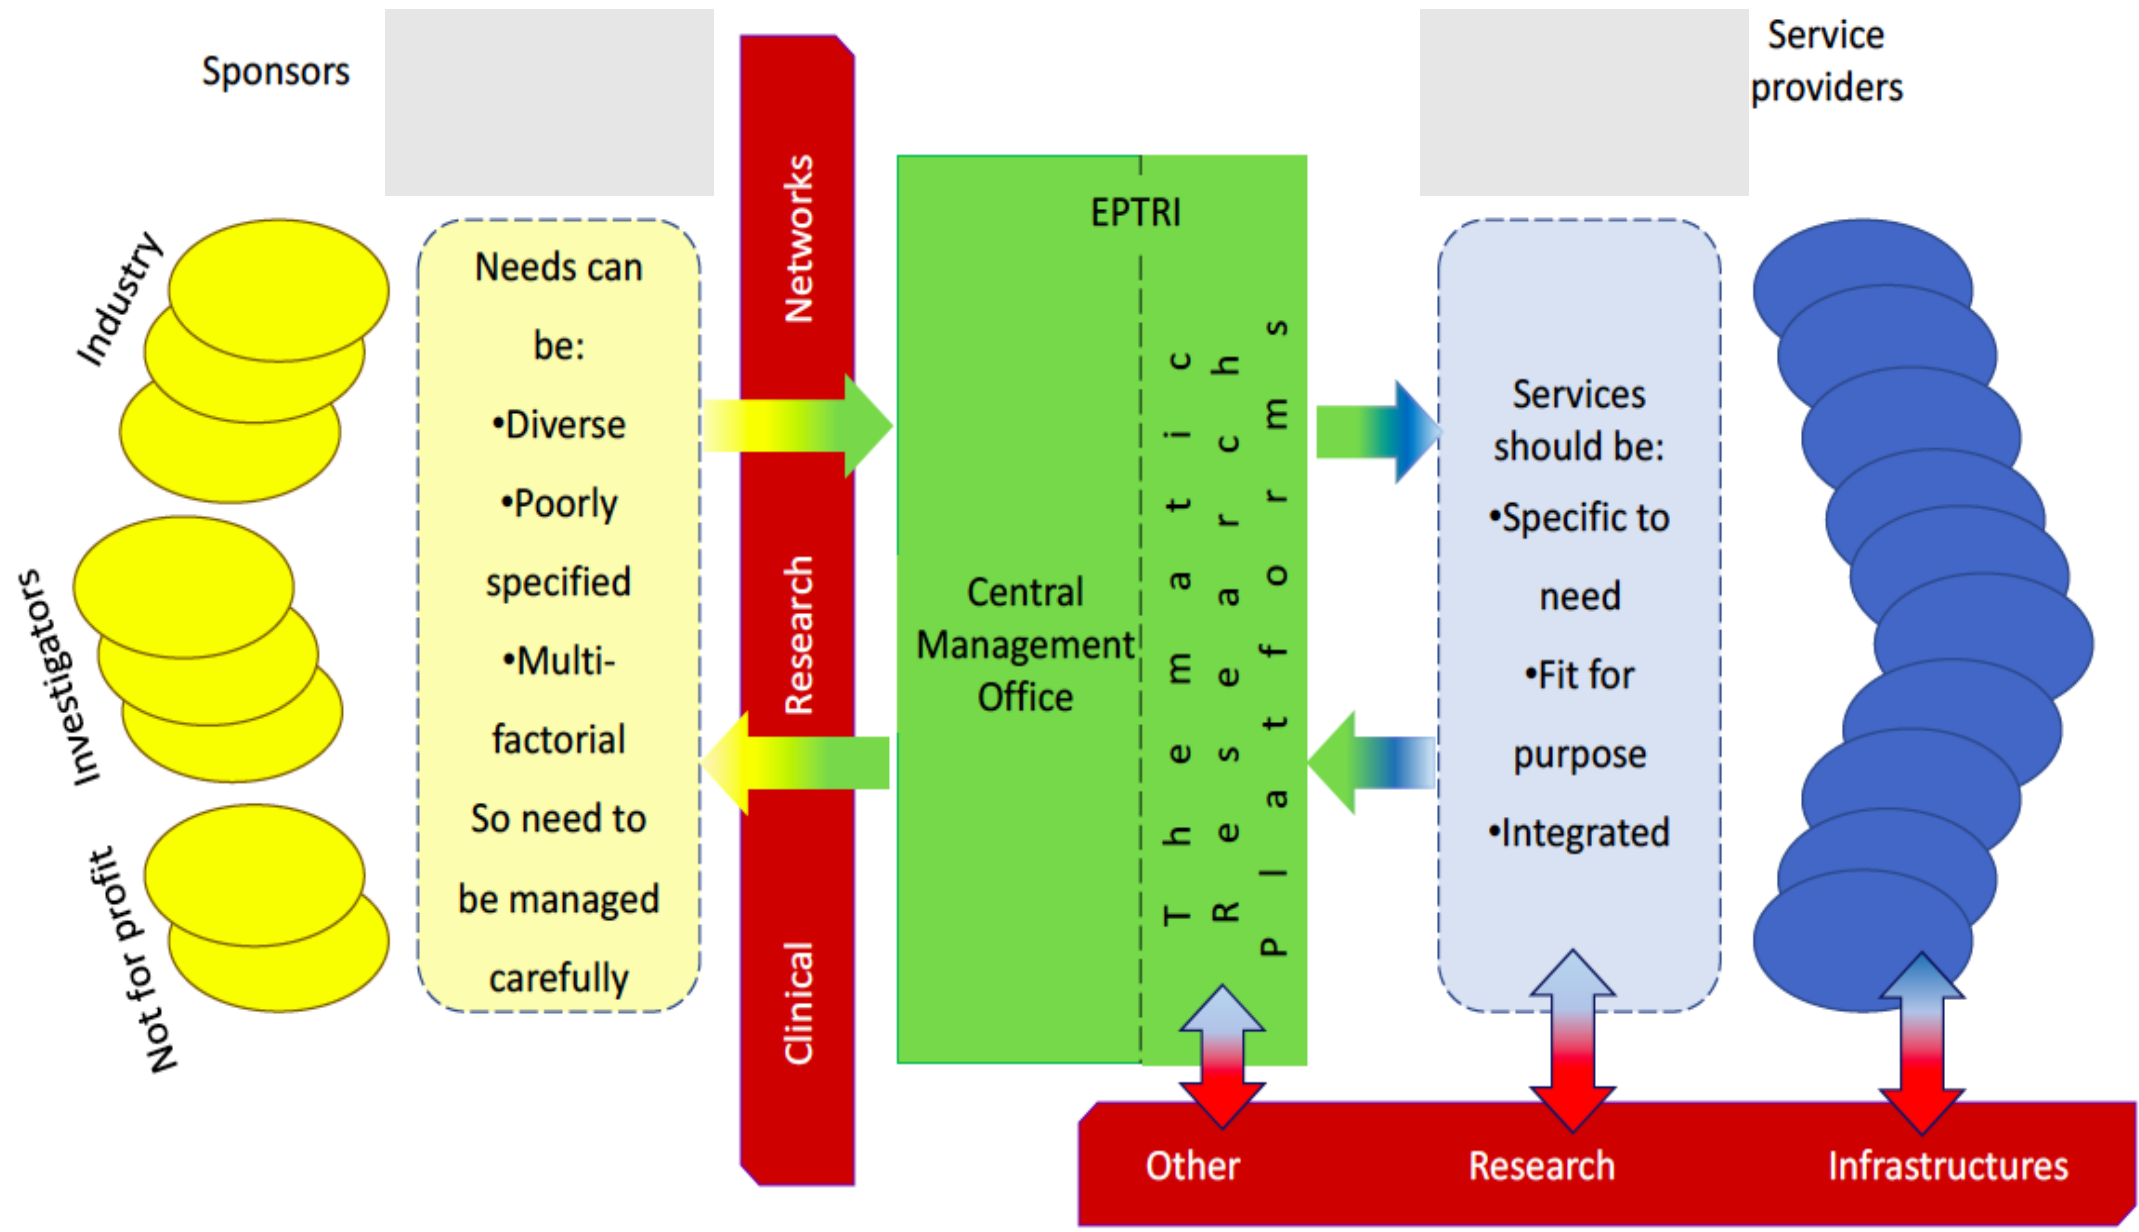 Sponsors
Service
providers
Industry
Investigators
Not for profit
Needs can
be:
•Diverse
•Poorly
specified
•Multi-
factorial
So need to
be managed
carefully
Clinical Research Networks
EPTRI
Central
Management
Office
Thematic
Researchh
Platforms
Services
should be:
•Specific to
need
•Fit for
purpose
•Integrated
Other Research Infrastructures